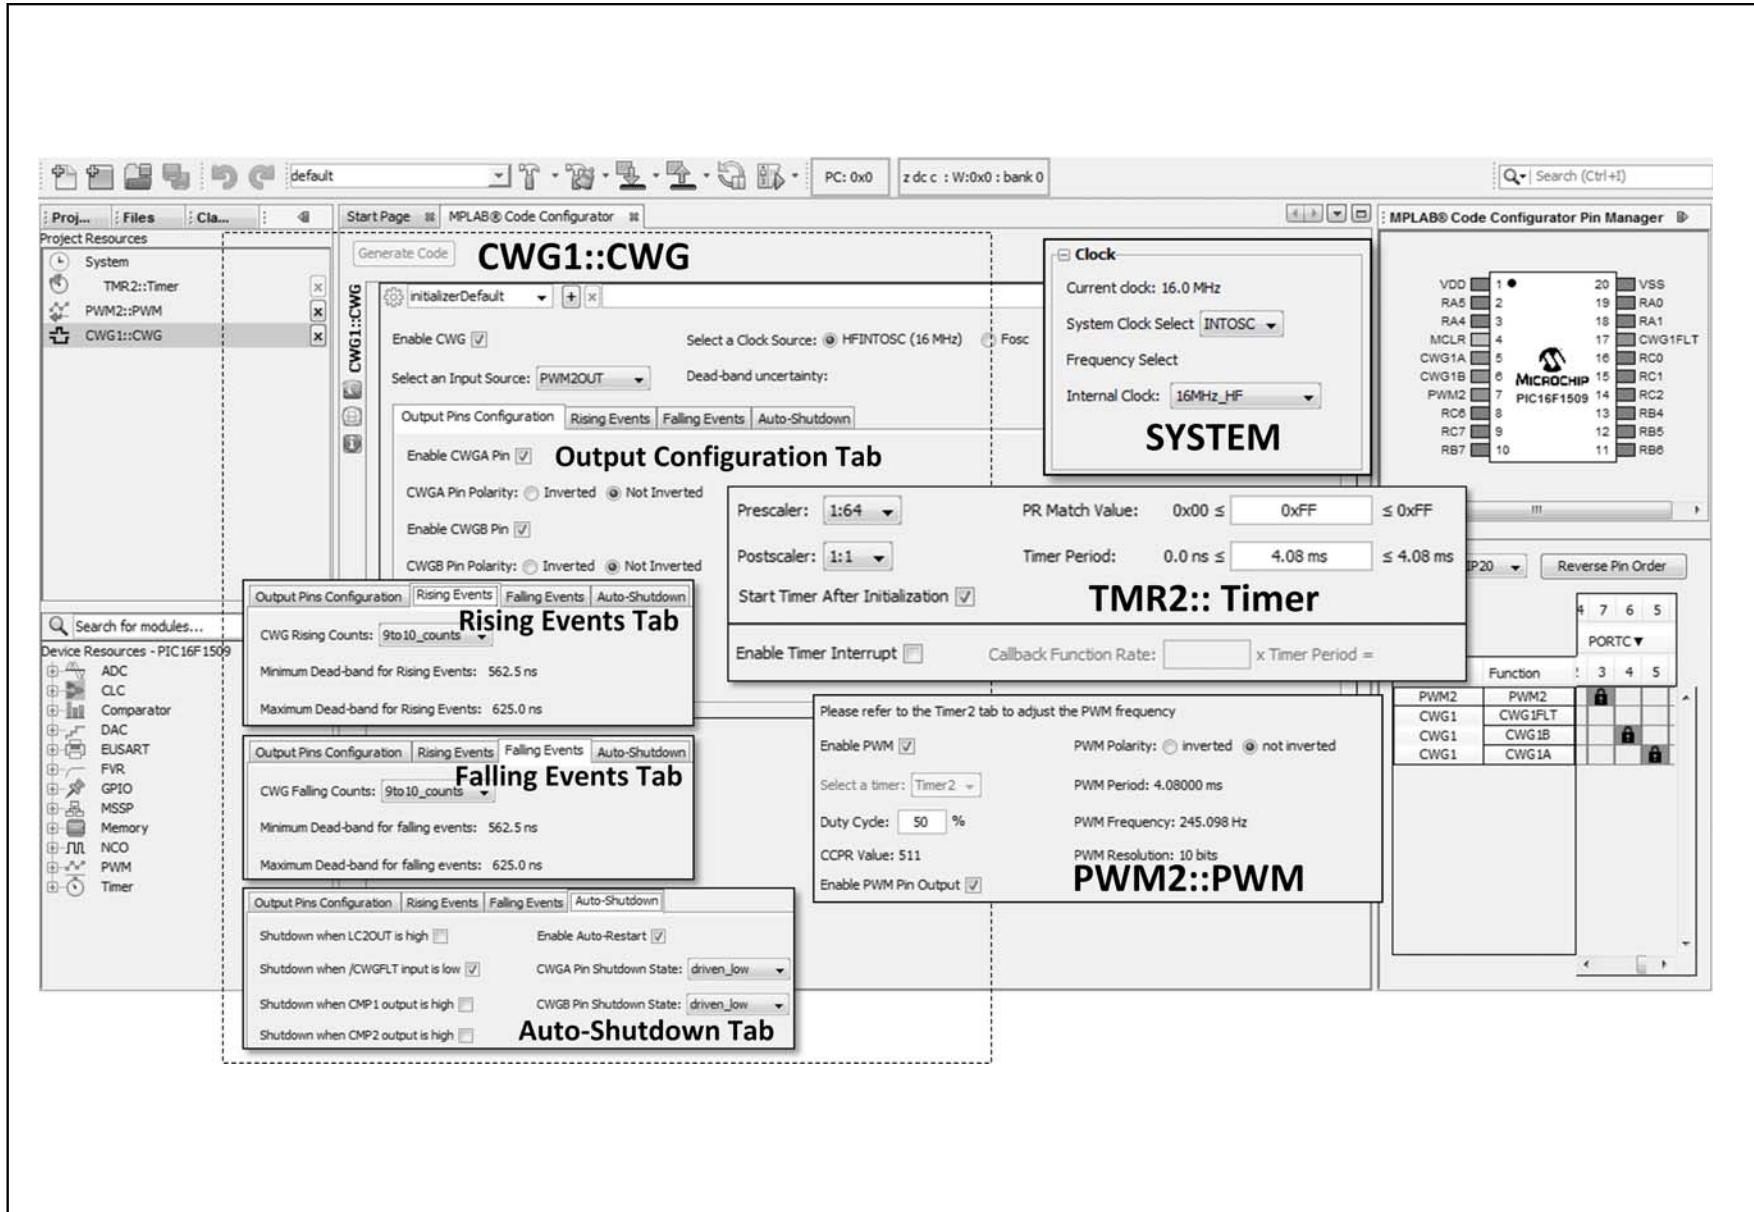 default
PC: 0x0
z dc c : W:0x0 : bank 0
Search (Ctrl+I)
Proj...
Files
Cla...
Start Page
MPLAB® Code Configurator
MPLAB® Code Configurator Pin Manager
Project Resources
System
TMR2::Timer
PWM2::PWM
CWG1::CWG
Generate Code
CWG1::CWG
CWG1::CWG
initializerDefault
Enable CWG
Select a Clock Source:
HFINTOSC (16 MHz)
Fosc
Select an Input Source:
PWM2OUT
Dead-band uncertainty:
Output Pins Configuration
Rising Events
Falling Events
Auto-Shutdown
Enable CWGA Pin
Output Configuration Tab
CWGA Pin Polarity:
Inverted
Not Inverted
Enable CWGB Pin
CWGB Pin Polarity:
Inverted
Not Inverted
Clock
Current clock: 16.0 MHz
System Clock Select
INTOSC
Frequency Select
Internal Clock:
16MHz_HF
SYSTEM
VDD 1 20 VSS
RA5 2 19 RA0
RA4 3 18 RA1
MCLR 4 17 CWG1FLT
CWG1A 5 16 RC0
CWG1B 6 MICROCHIP 15 RC1
PWM2 7 PIC16F1509 14 RC2
RC6 8 13 RB4
RC7 9 12 RB5
RB7 10 11 RB6
Prescaler: 1:64 PR Match Value: 0x00 ≤ 0xFF ≤ 0xFF
Postscaler: 1:1 Timer Period: 0.0 ns ≤ 4.08 ms ≤ 4.08 ms
Start Timer After Initialization
TMR2:: Timer
Enable Timer Interrupt
Callback Function Rate:
x Timer Period =
IP20
Reverse Pin Order
4 7 6 5
PORTC▼
Function
3 4 5
PWM2 PWM2
CWG1 CWG1FLT
CWG1 CWG1B
CWG1 CWG1A
Output Pins Configuration
Rising Events
Falling Events
Auto-Shutdown
Rising Events Tab
CWG Rising Counts: 9to10_counts
Minimum Dead-band for Rising Events: 562.5 ns
Maximum Dead-band for Rising Events: 625.0 ns
Search for modules...
Device Resources - PIC16F1509
ADC
CLC
Comparator
DAC
EUSART
FVR
GPIO
MSSP
Memory
NCO
PWM
Timer
Output Pins Configuration
Rising Events
Falling Events
Auto-Shutdown
Falling Events Tab
CWG Falling Counts: 9to10_counts
Minimum Dead-band for falling events: 562.5 ns
Maximum Dead-band for falling events: 625.0 ns
Please refer to the Timer2 tab to adjust the PWM frequency
Enable PWM
PWM Polarity:
inverted
not inverted
Select a timer: Timer2
PWM Period: 4.08000 ms
Duty Cycle: 50 %
PWM Frequency: 245.098 Hz
CCPR Value: 511
PWM Resolution: 10 bits
Enable PWM Pin Output
PWM2::PWM
Output Pins Configuration
Rising Events
Falling Events
Auto-Shutdown
Shutdown when LC2OUT is high
Enable Auto-Restart
Shutdown when /CWGFLT input is low
CWGA Pin Shutdown State: driven_low
Shutdown when CMP1 output is high
CWGB Pin Shutdown State: driven_low
Shutdown when CMP2 output is high
Auto-Shutdown Tab